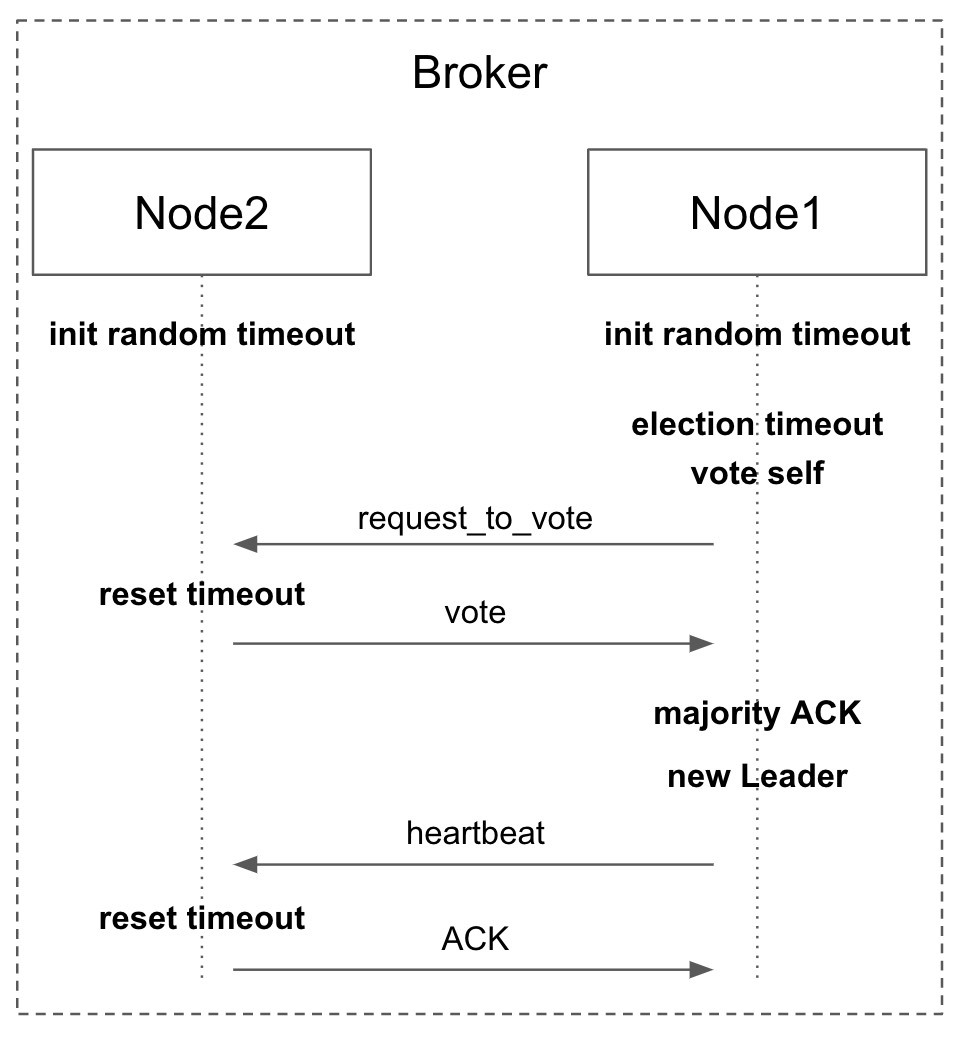 Broker
Node2
Node1
init random timeout
init random timeout
election timeout
vote self
request_to_vote
reset timeout
vote
majority ACK
new Leader
heartbeat
reset timeout
ACK